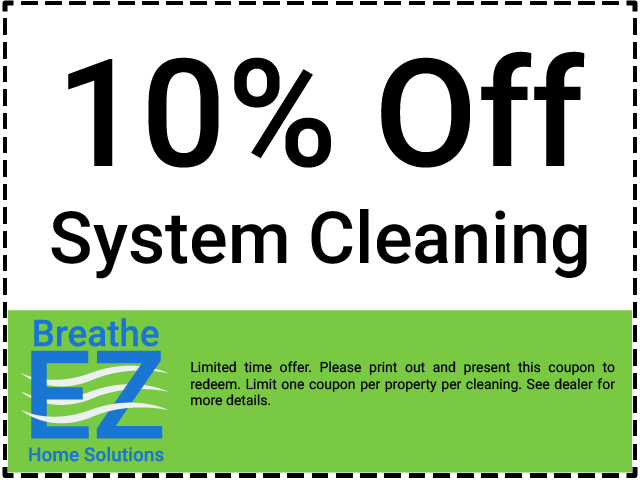 10% Off
System Cleaning
Breathe
EZ
Home Solutions
Limited time offer. Please print out and present this coupon to
redeem. Limit one coupon per property per cleaning. See dealer for
more details.